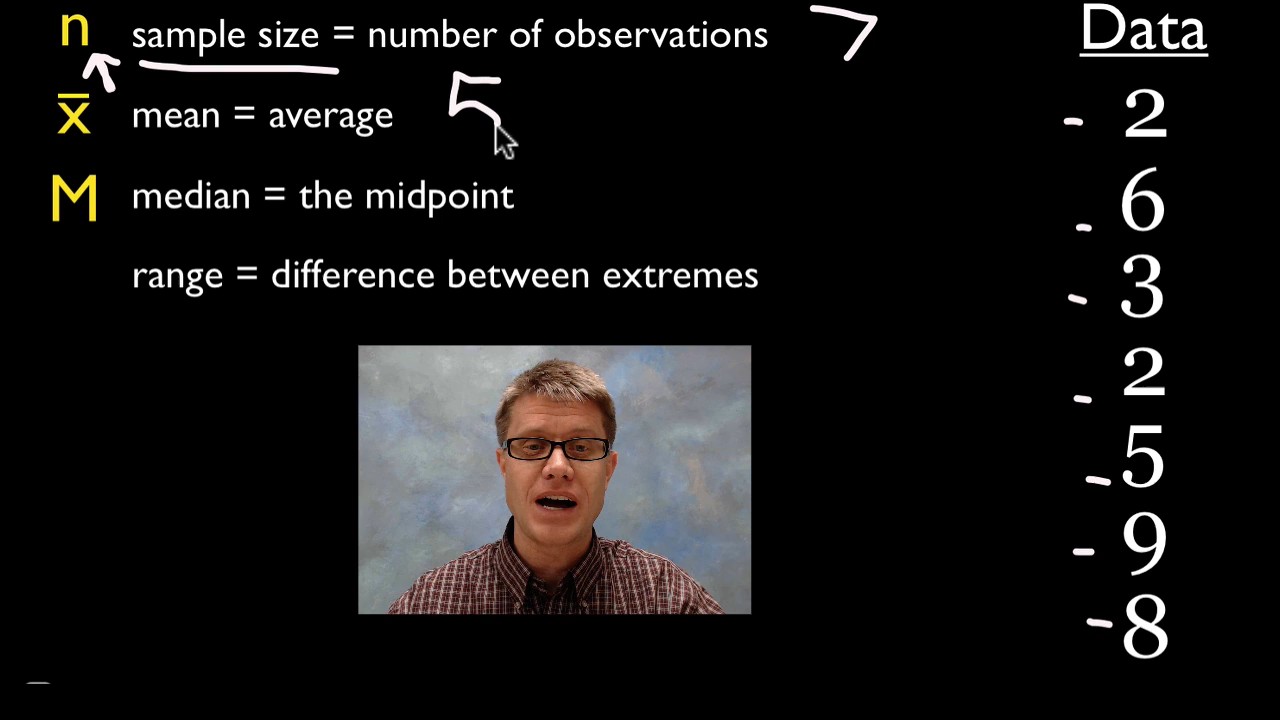 n sample size = number of observations 7
x̄ mean = average 5
M median = the midpoint
range = difference between extremes
Data
- 2
- 6
- 3
- 2
- 5
- 9
- 8